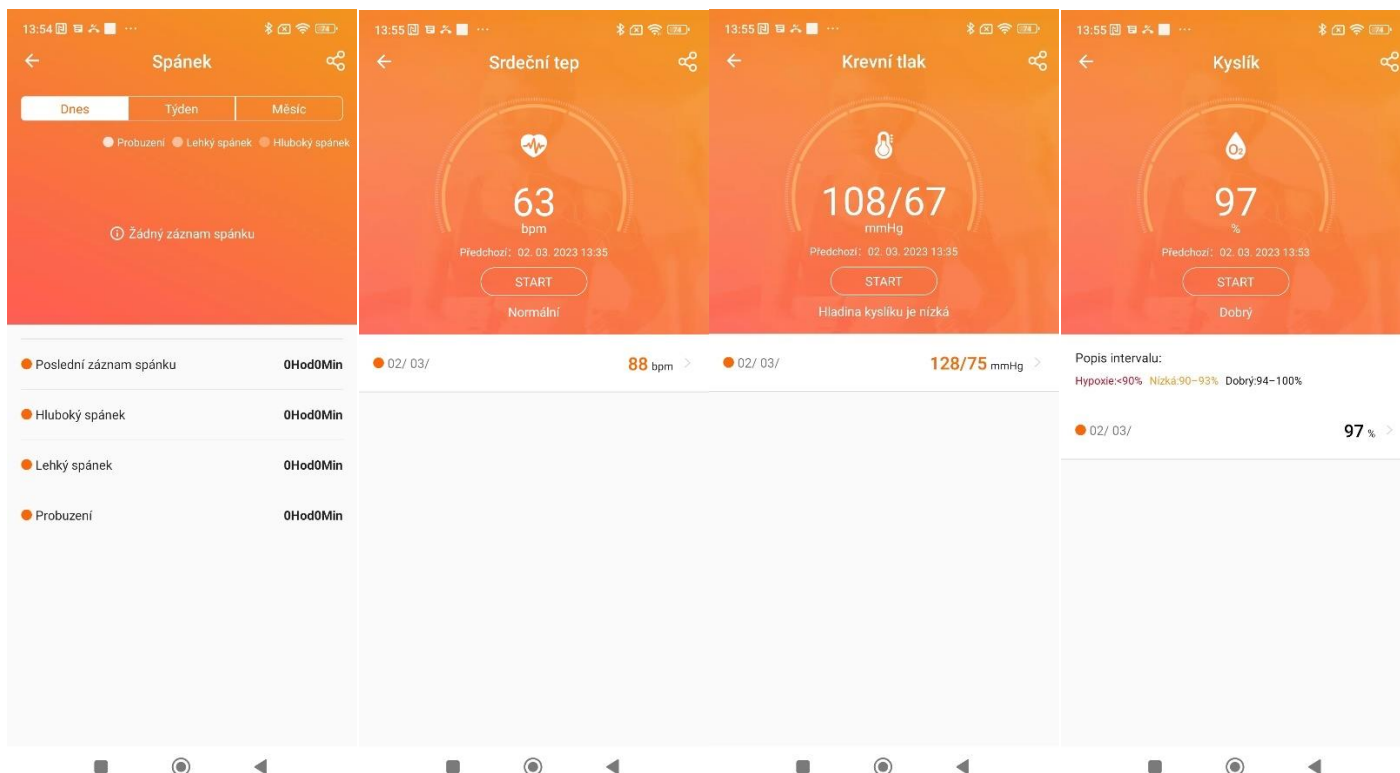 13:54
Spánek
Dnes Týden Měsíc
Probuzení Lehký spánek Hluboký spánek
Žádný záznam spánku
Poslední záznam spánku 0Hod0Min
Hluboký spánek 0Hod0Min
Lehký spánek 0Hod0Min
Probuzení 0Hod0Min
13:55
Srdeční tep
63
bpm
Předchozí: 02. 03. 2023 13:35
START
Normální
02/ 03/ 88 bpm
13:55
Krevní tlak
108/67
mmHg
Předchozí: 02. 03. 2023 13:35
START
Hladina kyslíku je nízká
02/ 03/ 128/75 mmHg
13:55
Kyslík
O2
97
%
Předchozí: 02. 03. 2023 13:53
START
Dobrý
Popis intervalu:
Hypoxie:<90% Nízká:90–93% Dobrý:94–100%
02/ 03/ 97 %